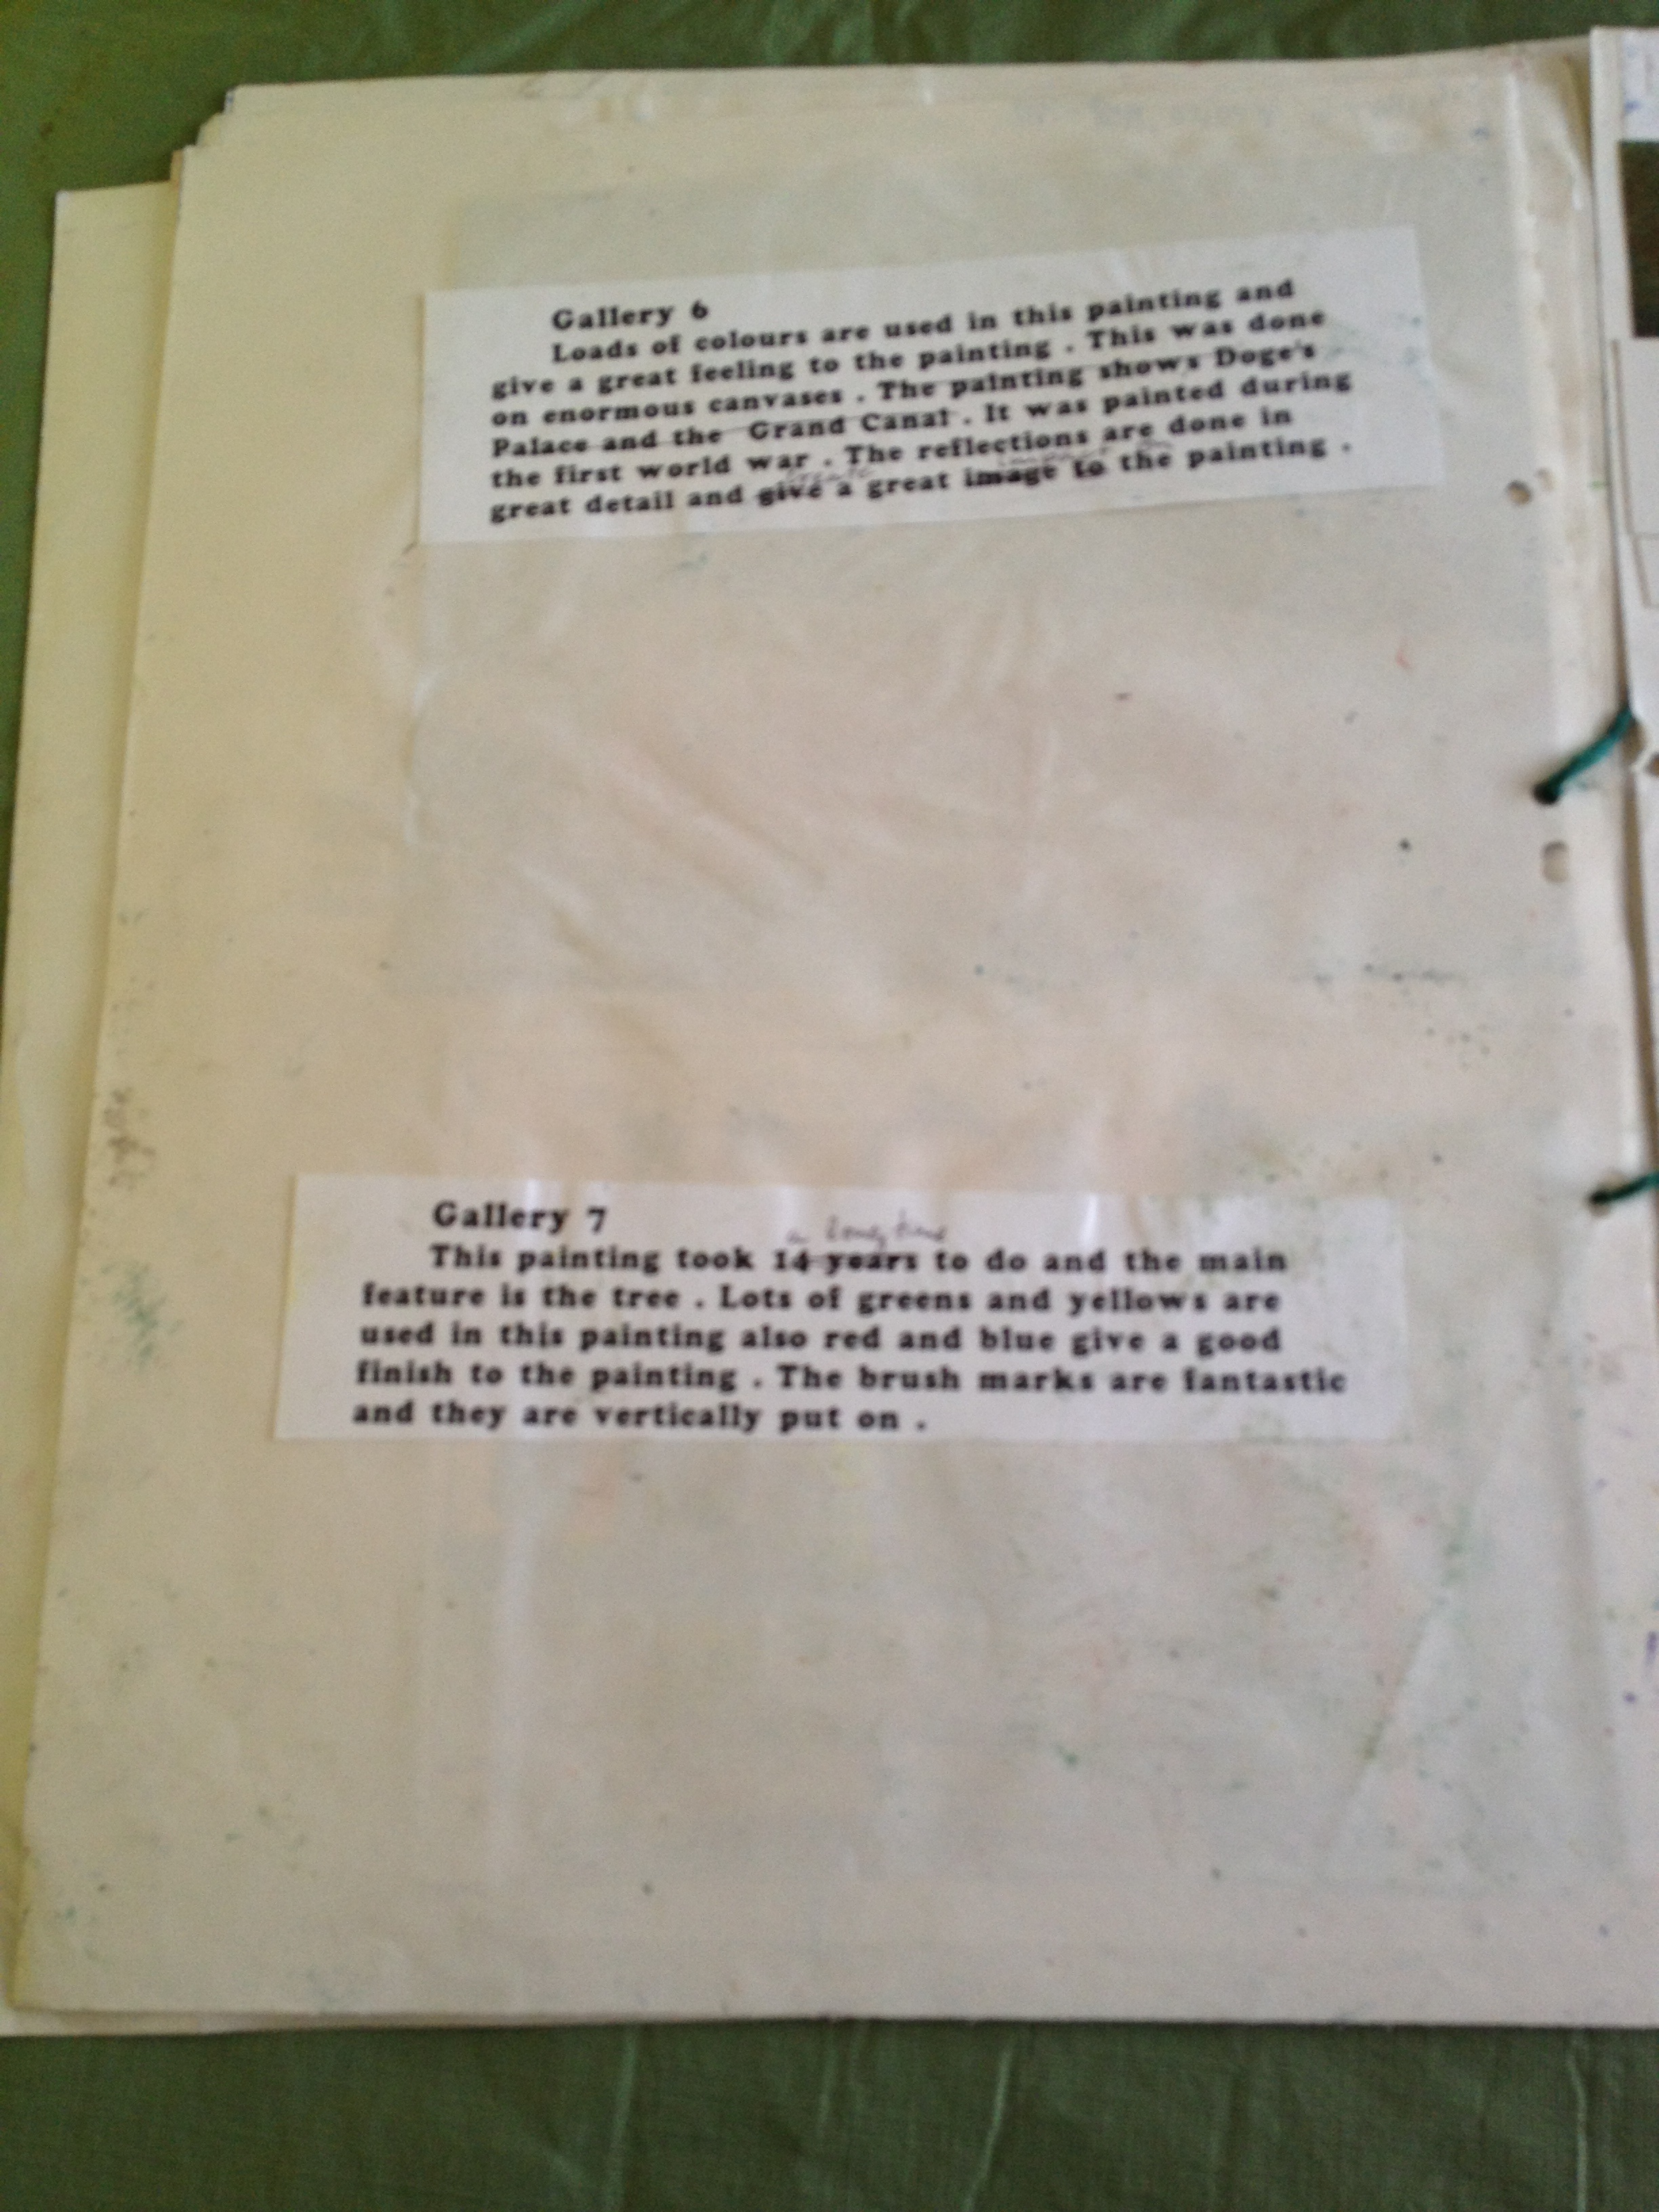 Gallery 6
Loads of colours are used in this painting and
give a great feeling to the painting . This was done
on enormous canvases . The painting shows Doge's
Palace and the Grand Canal . It was painted during
the first world war . The reflections are done in
great detail and give a great image to the painting .
Gallery 7
a long time
This painting took 14 years to do and the main
feature is the tree . Lots of greens and yellows are
used in this painting also red and blue give a good
finish to the painting . The brush marks are fantastic
and they are vertically put on .